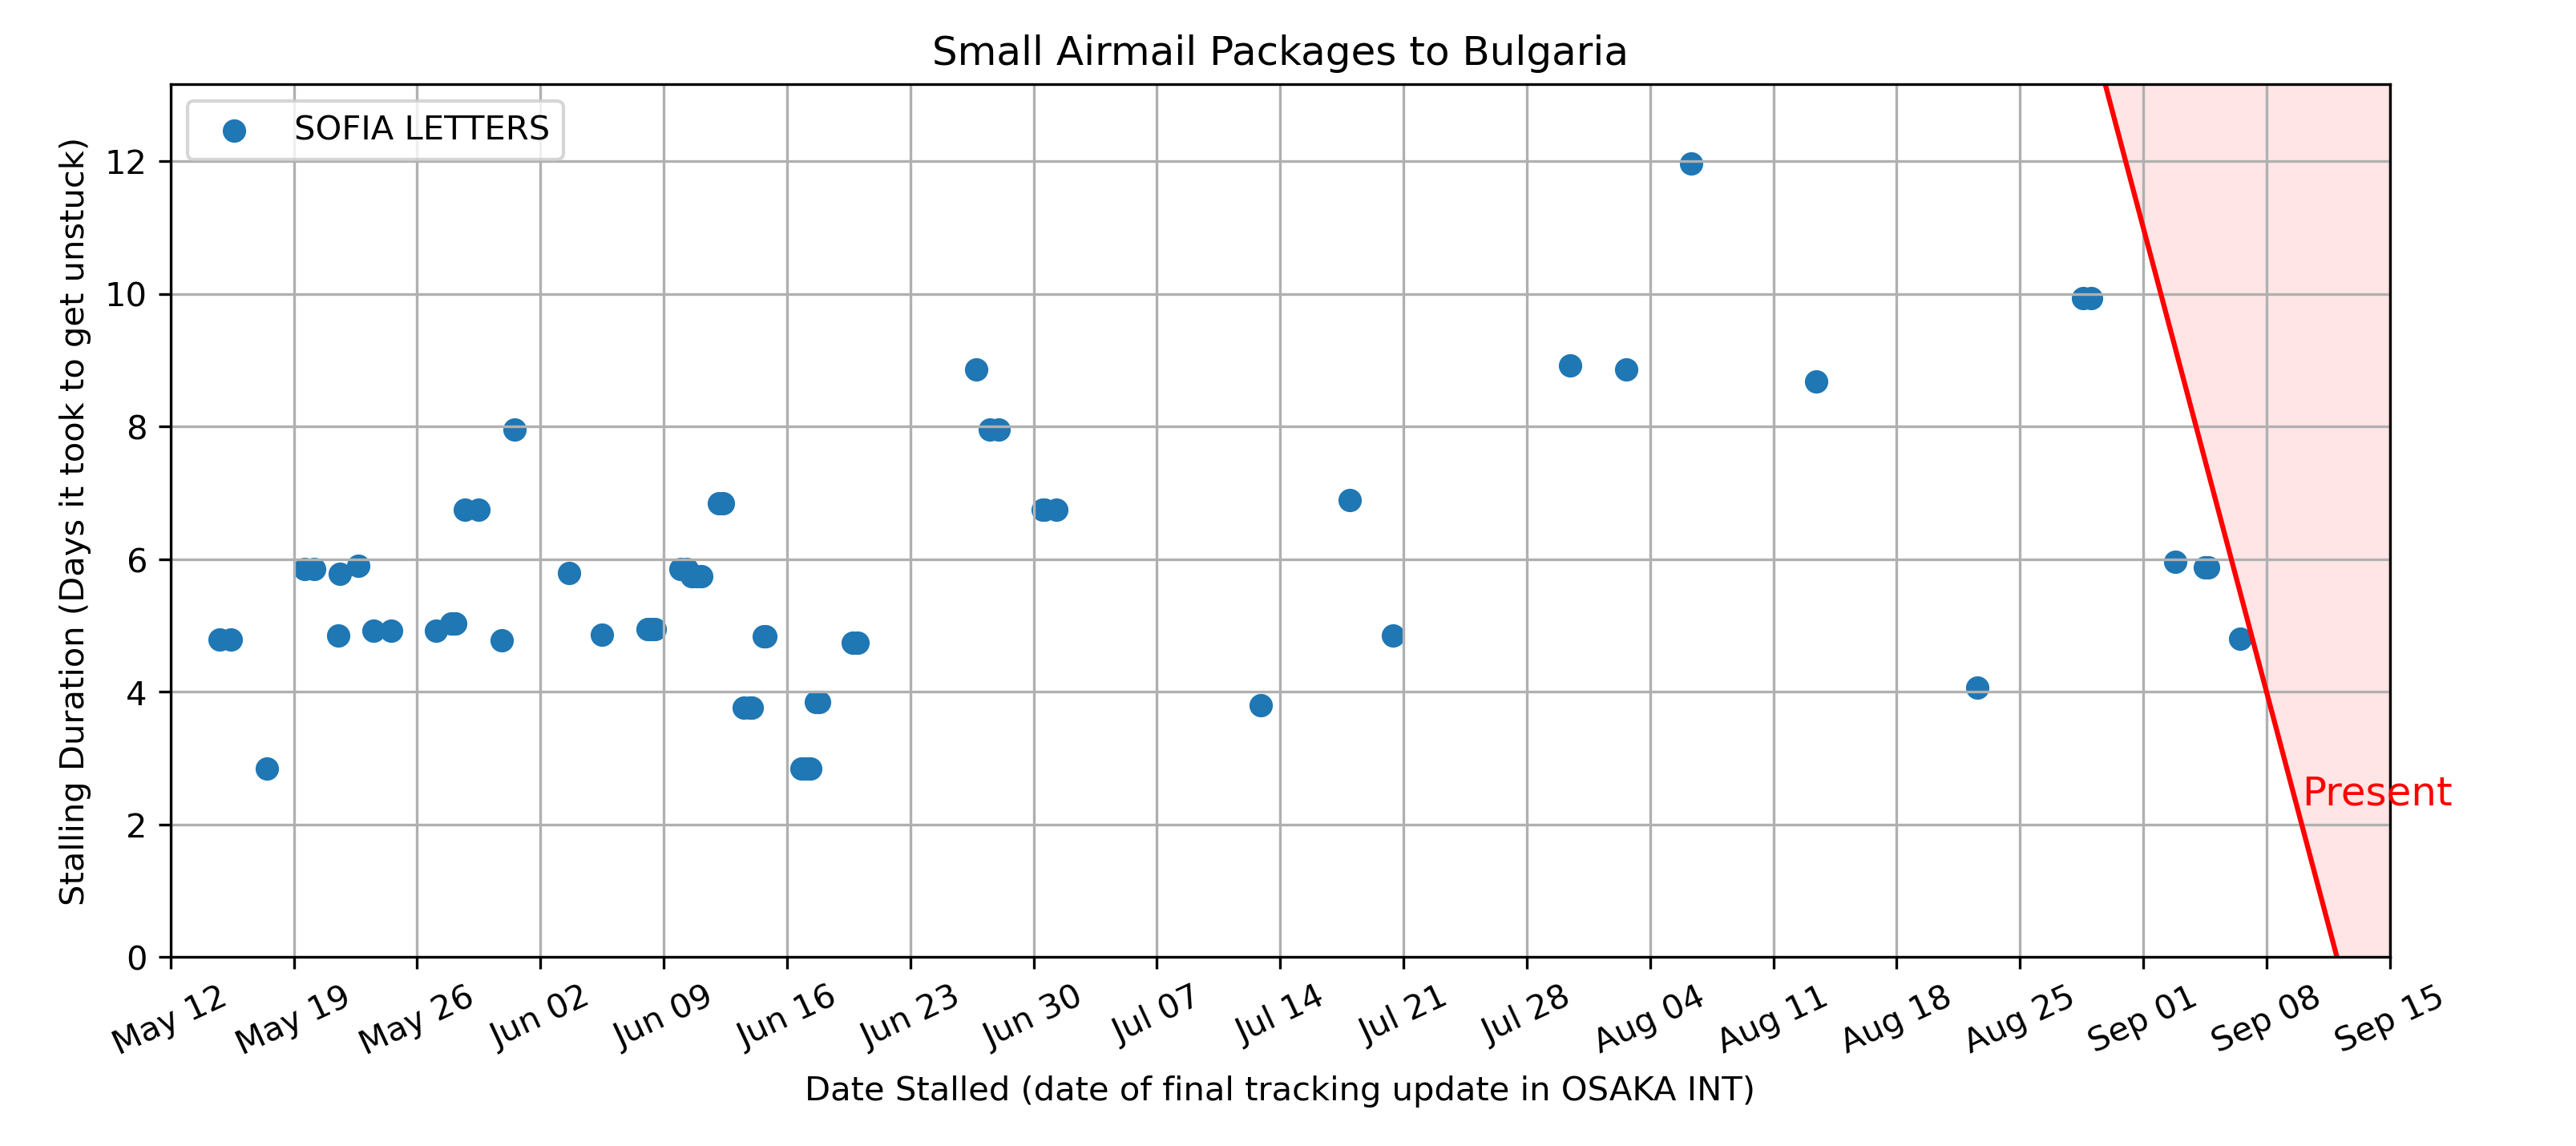 Small Airmail Packages to Bulgaria
SOFIA LETTERS
Stalling Duration (Days it took to get unstuck)
12
10
8
6
4
2
0
Present
May 12
May 19
May 26
Jun 02
Jun 09
Jun 16
Jun 23
Jun 30
Jul 07
Jul 14
Jul 21
Jul 28
Aug 04
Aug 11
Aug 18
Aug 25
Sep 01
Sep 08
Sep 15
Date Stalled (date of final tracking update in OSAKA INT)